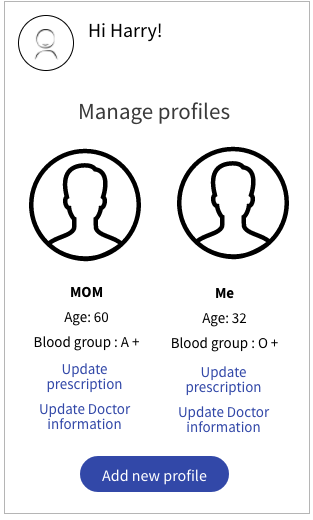 Hi Harry!
Manage profiles
MOM
Age: 60
Blood group : A +
Update
prescription
Update Doctor
information
Me
Age: 32
Blood group : O +
Update
prescription
Update Doctor
information
Add new profile